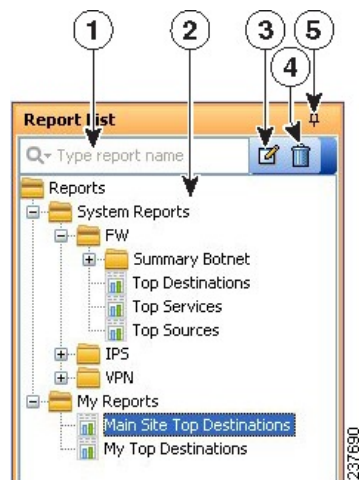 1 2 3 5
4
Report List
Type report name
Reports
System Reports
FW
Summary Botnet
Top Destinations
Top Services
Top Sources
IPS
VPN
My Reports
Main Site Top Destinations
My Top Destinations
237690